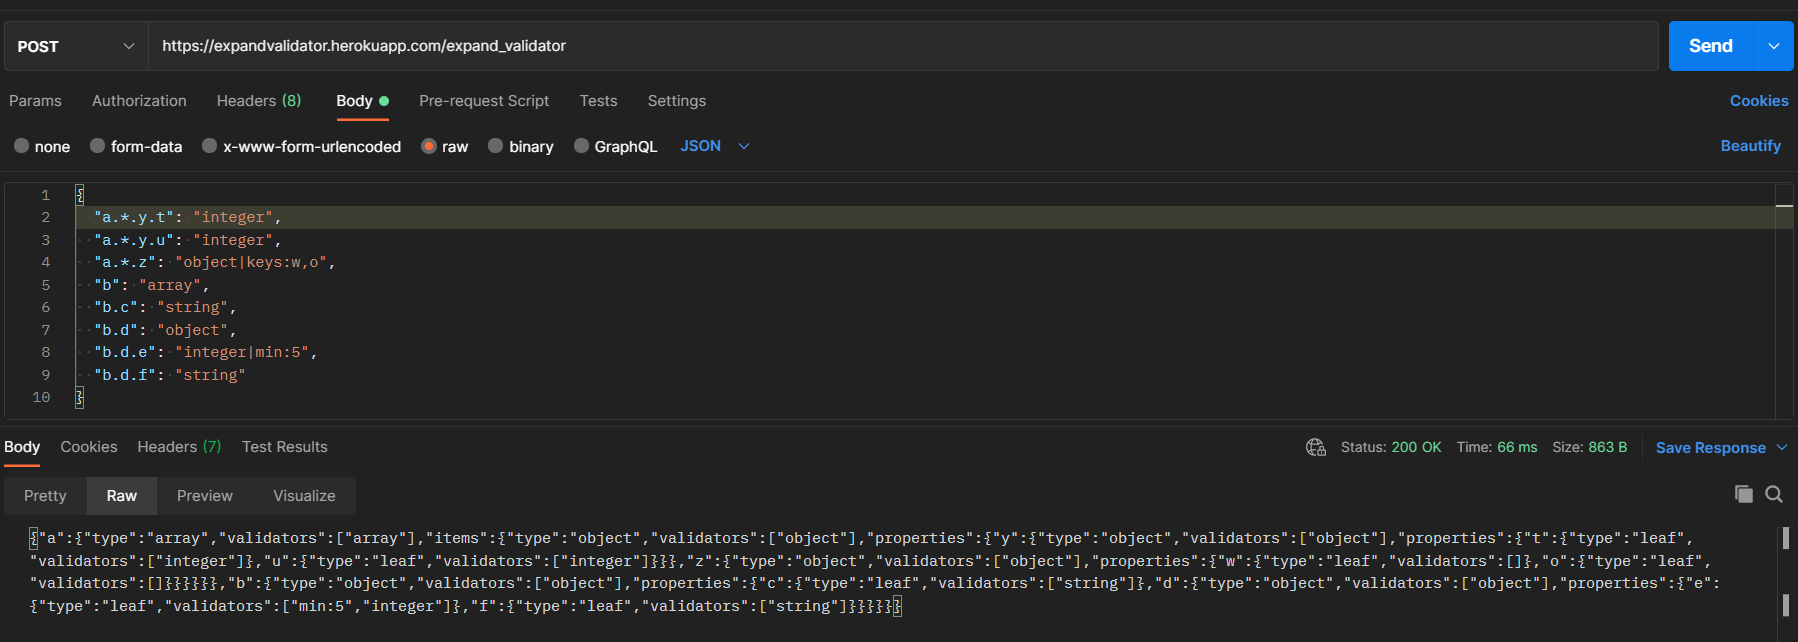 POST https://expandvalidator.herokuapp.com/expand_validator Send
Params Authorization Headers (8) Body Pre-request Script Tests Settings Cookies
none form-data x-www-form-urlencoded raw binary GraphQL JSON Beautify
1 {
2 "a.*.y.t": "integer",
3 "a.*.y.u": "integer",
4 "a.*.z": "object|keys:w,o",
5 "b": "array",
6 "b.c": "string",
7 "b.d": "object",
8 "b.d.e": "integer|min:5",
9 "b.d.f": "string"
10 }
Body Cookies Headers (7) Test Results Status: 200 OK Time: 66 ms Size: 863 B Save Response
Pretty Raw Preview Visualize
{"a":{"type":"array","validators":["array"],"items":{"type":"object","validators":["object"],"properties":{"y":{"type":"object","validators":["object"],"properties":{"t":{"type":"leaf",
"validators":["integer"]},"u":{"type":"leaf","validators":["integer"]}}},"z":{"type":"object","validators":["object"],"properties":{"w":{"type":"leaf","validators":[]},"o":{"type":"leaf",
"validators":[]}}}}}},"b":{"type":"object","validators":["object"],"properties":{"c":{"type":"leaf","validators":["string"]},"d":{"type":"object","validators":["object"],"properties":{"e":
{"type":"leaf","validators":["min:5","integer"]},"f":{"type":"leaf","validators":["string"]}}}}}}